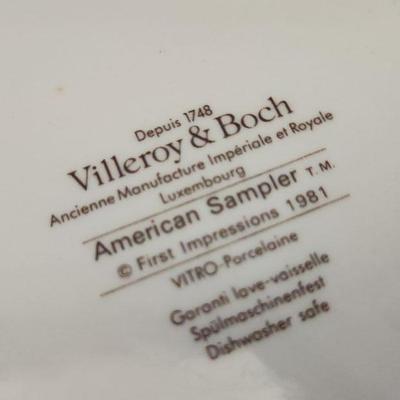 Depuis 1748
Villeroy & Boch
Ancienne Manufacture Impériale et Royale
Luxembourg
American Sampler T.M.
© First Impressions 1981
VITRO-Porcelaine
Garanti lave-vaisselle
Spülmaschinenfest
Dishwasher safe